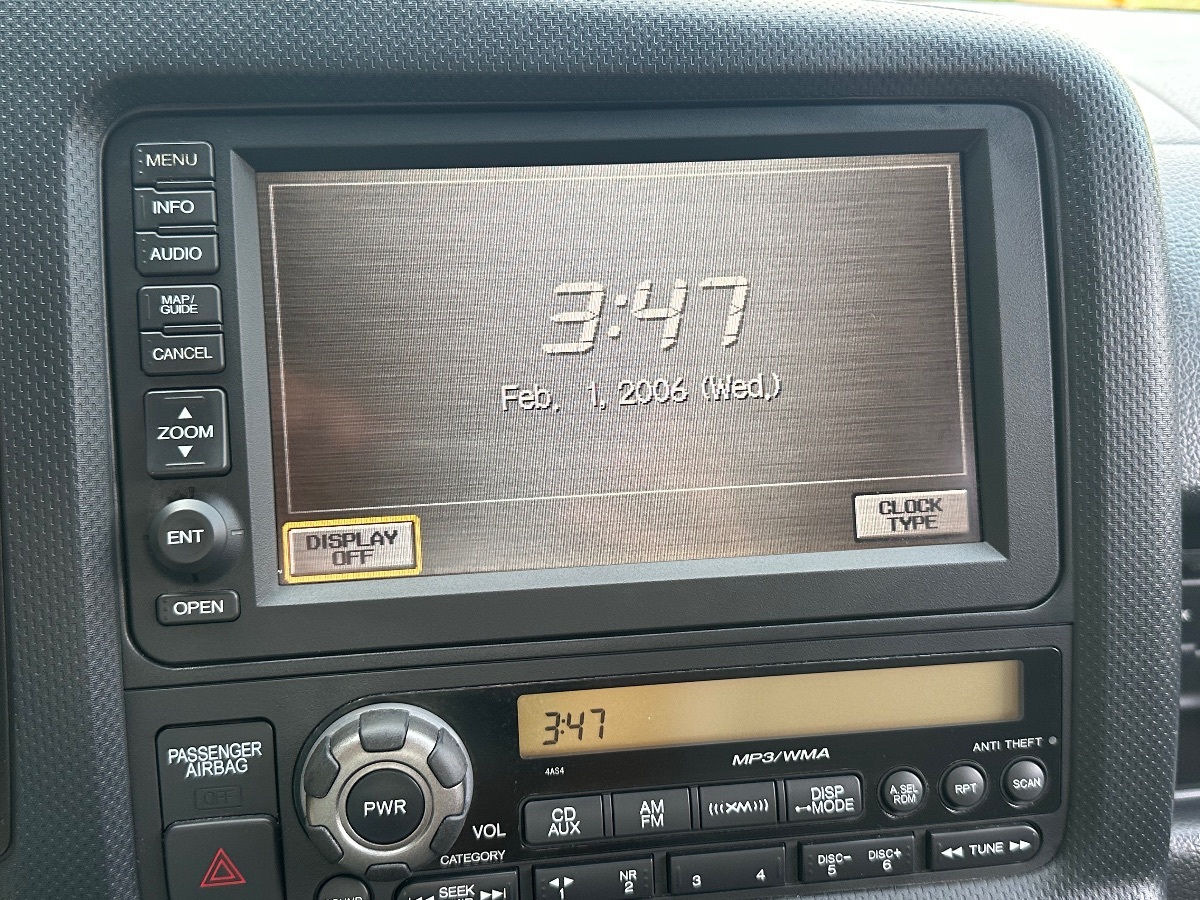 MENU
INFO
AUDIO
MAP/
GUIDE
CANCEL
ZOOM
ENT
OPEN
3:47
Feb. 1, 2006 (Wed.)
DISPLAY
OFF
CLOCK
TYPE
PASSENGER
AIRBAG
OFF
PWR
VOL
CATEGORY
3:47
4AS4
MP3/WMA
ANTI THEFT
CD
AUX
AM
FM
XM
DISP
MODE
A.SEL
RDM
RPT
SCAN
SEEK
1
NR
2
3
4
DISC-
5
DISC+
6
TUNE